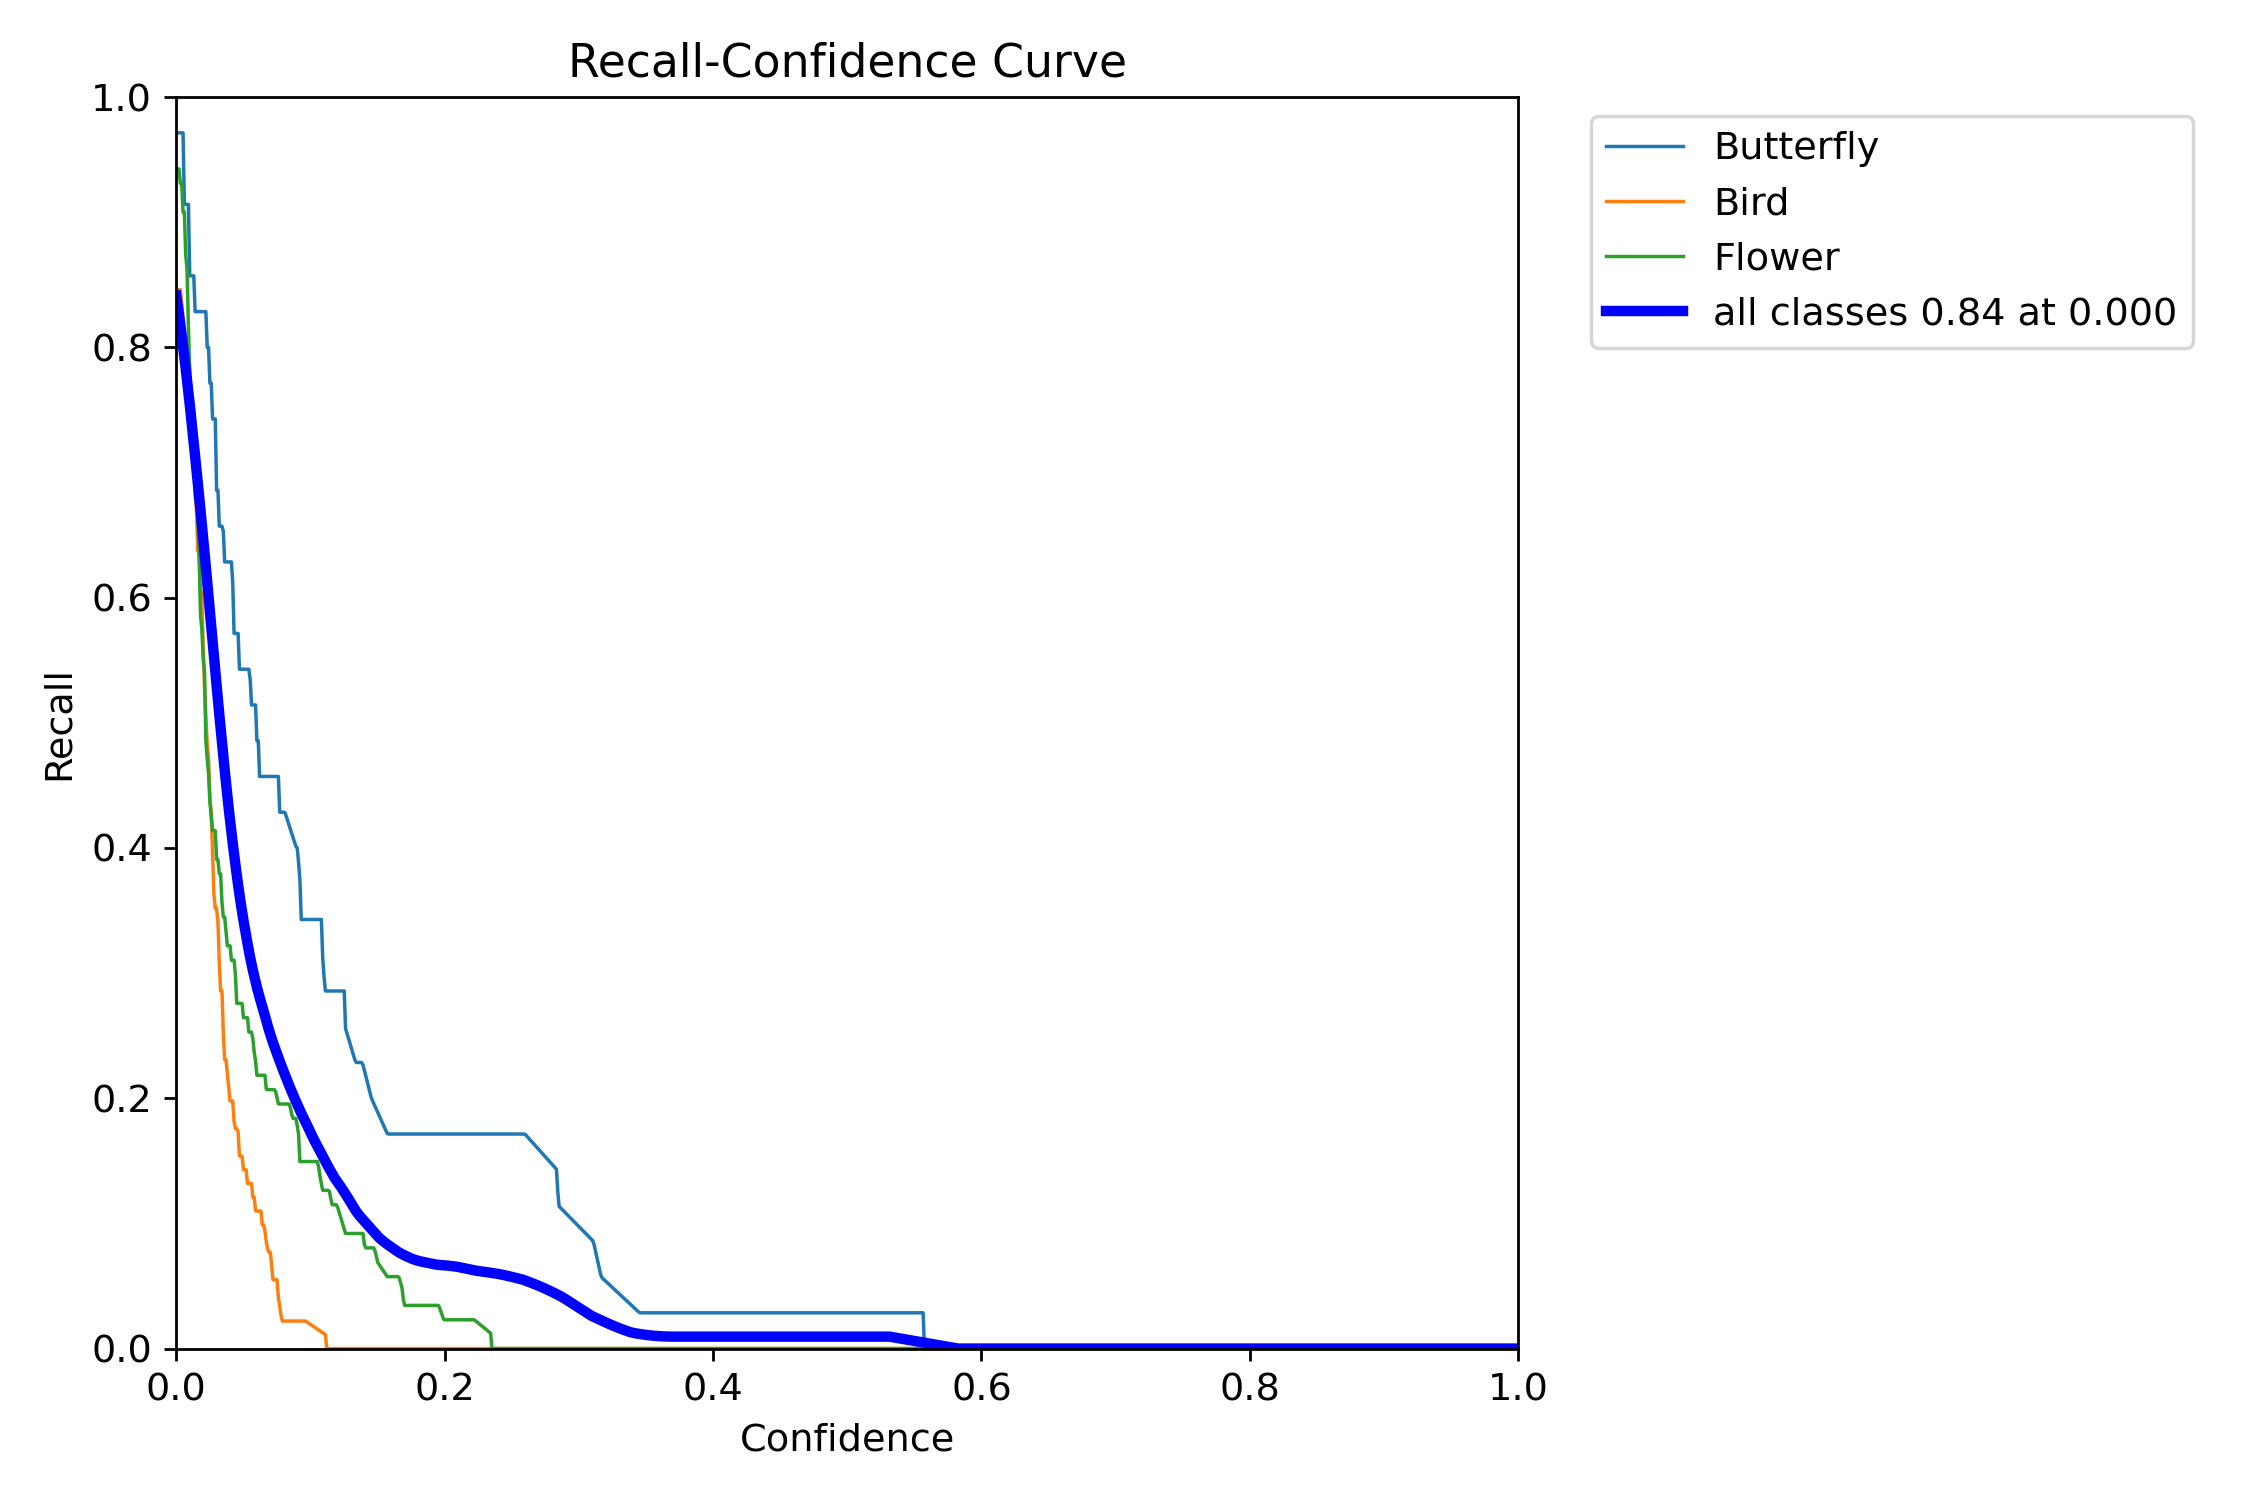 Recall-Confidence Curve
1.0
0.8
0.6
0.4
0.2
0.0
Recall
0.0 0.2 0.4 0.6 0.8 1.0
Confidence
Butterfly
Bird
Flower
all classes 0.84 at 0.000